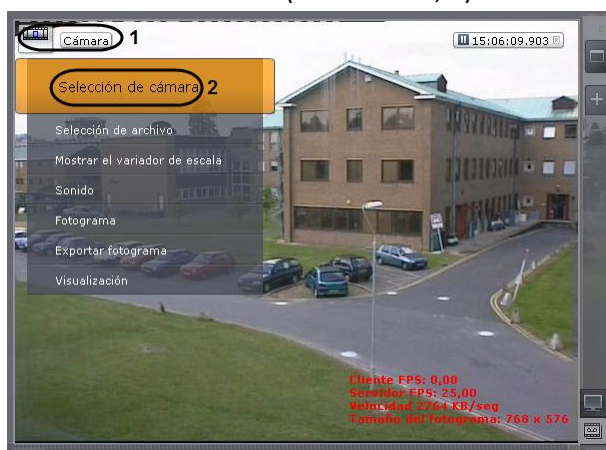 Cámara 1
15:06:09.903
Selección de cámara 2
Selección de archivo
Mostrar el variador de escala
Sonido
Fotograma
Exportar fotograma
Visualización
Cliente FPS: 0,00
Servidor FPS: 25,00
Velocidad 2764 KB/seg
Tamaño del fotograma: 768 x 576